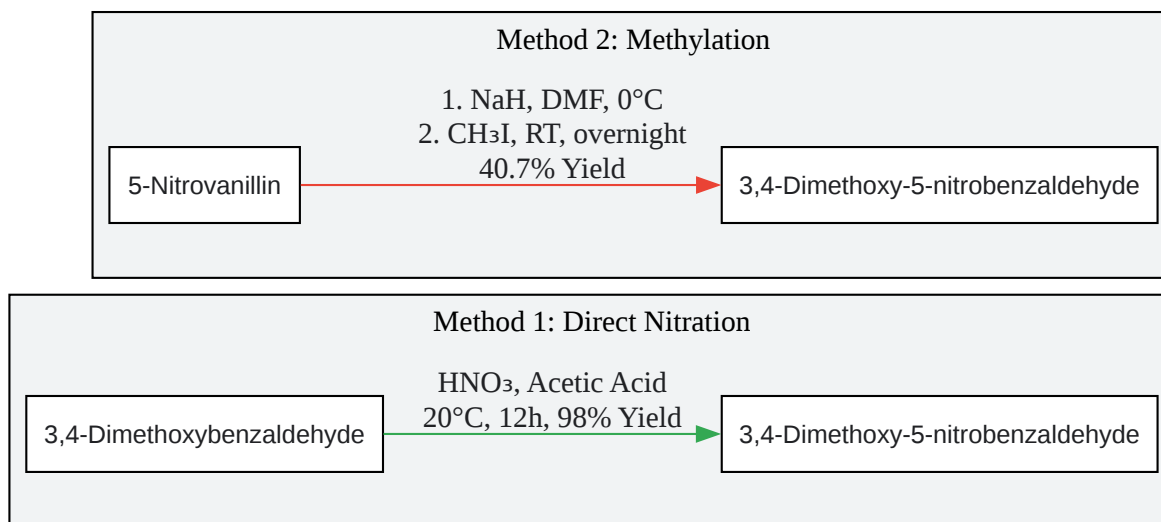 Method 2: Methylation
1. NaH, DMF, 0°C
2. CH₃I, RT, overnight
40.7% Yield
5-Nitrovanillin
3,4-Dimethoxy-5-nitrobenzaldehyde
Method 1: Direct Nitration
HNO₃, Acetic Acid
20°C, 12h, 98% Yield
3,4-Dimethoxybenzaldehyde
3,4-Dimethoxy-5-nitrobenzaldehyde